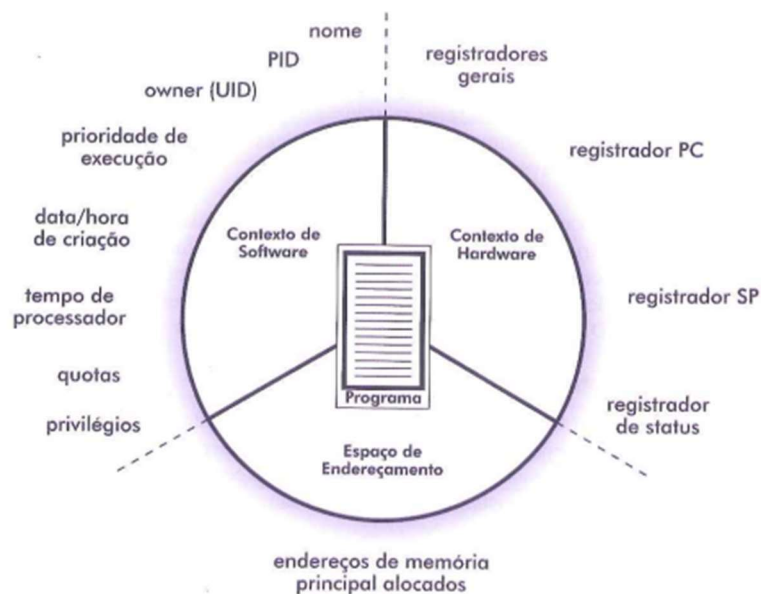 nome
PID
owner (UID)
prioridade de
execução
data/hora
de criação
tempo de
processador
quotas
privilégios
registradores
gerais
registrador PC
registrador SP
registrador
de status
Contexto de
Software
Contexto de
Hardware
Programa
Espaço de
Endereçamento
endereços de memória
principal alocados